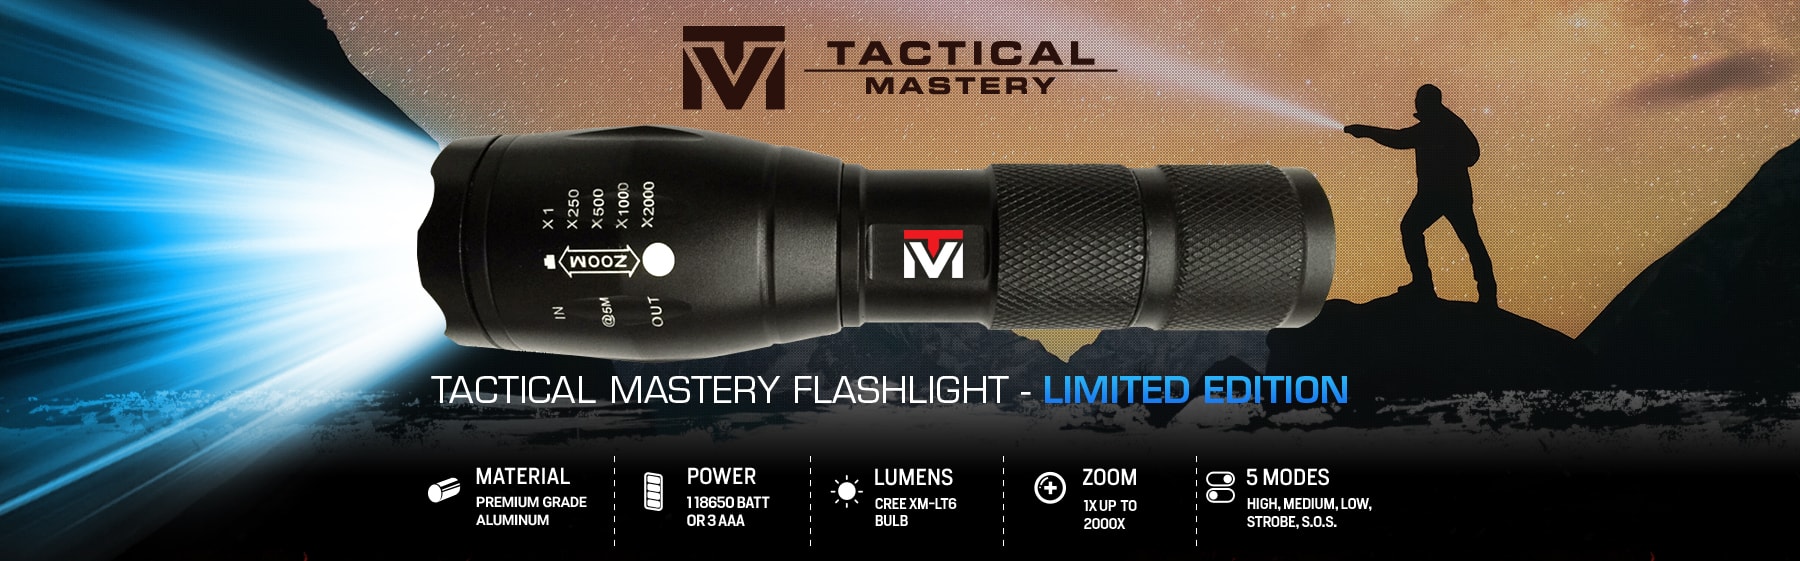 TACTICAL
MASTERY
X 1
X250
X500
X1000
X2000
ZOOM
IN
@5M
OUT
TACTICAL MASTERY FLASHLIGHT - LIMITED EDITION
MATERIAL
PREMIUM GRADE
ALUMINUM
POWER
1 18650 BATT
OR 3 AAA
LUMENS
CREE XM-LT6
BULB
ZOOM
1X UP TO
2000X
5 MODES
HIGH, MEDIUM, LOW,
STROBE, S.O.S.